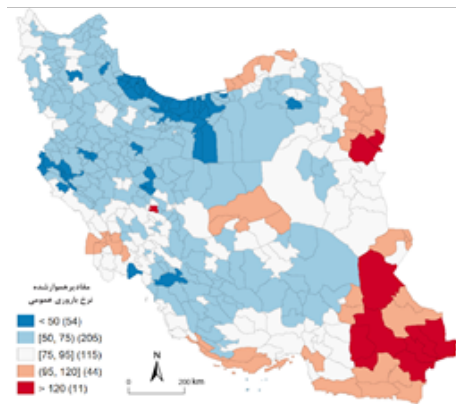 مقادیر هموارشده
نرخ باروری عمومی
< 50 (54)
[50, 75) (205)
[75, 95] (115)
(95, 120] (44)
> 120 (11)
N
0 200 km